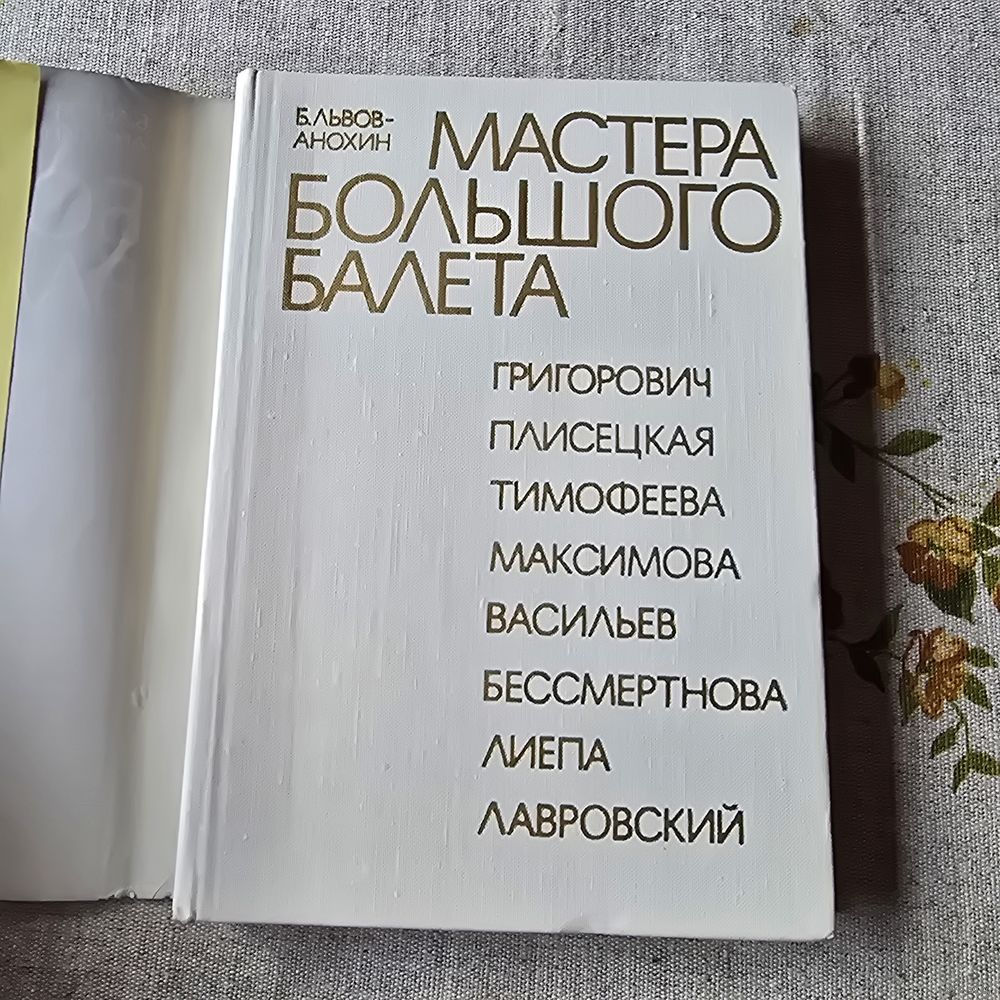 Б.ЛЬВОВ-
АНОХИН
МАСТЕРА
БОЛЬШОГО
БАЛЕТА
ГРИГОРОВИЧ
ПЛИСЕЦКАЯ
ТИМОФЕЕВА
МАКСИМОВА
ВАСИЛЬЕВ
БЕССМЕРТНОВА
ЛИЕПА
ЛАВРОВСКИЙ